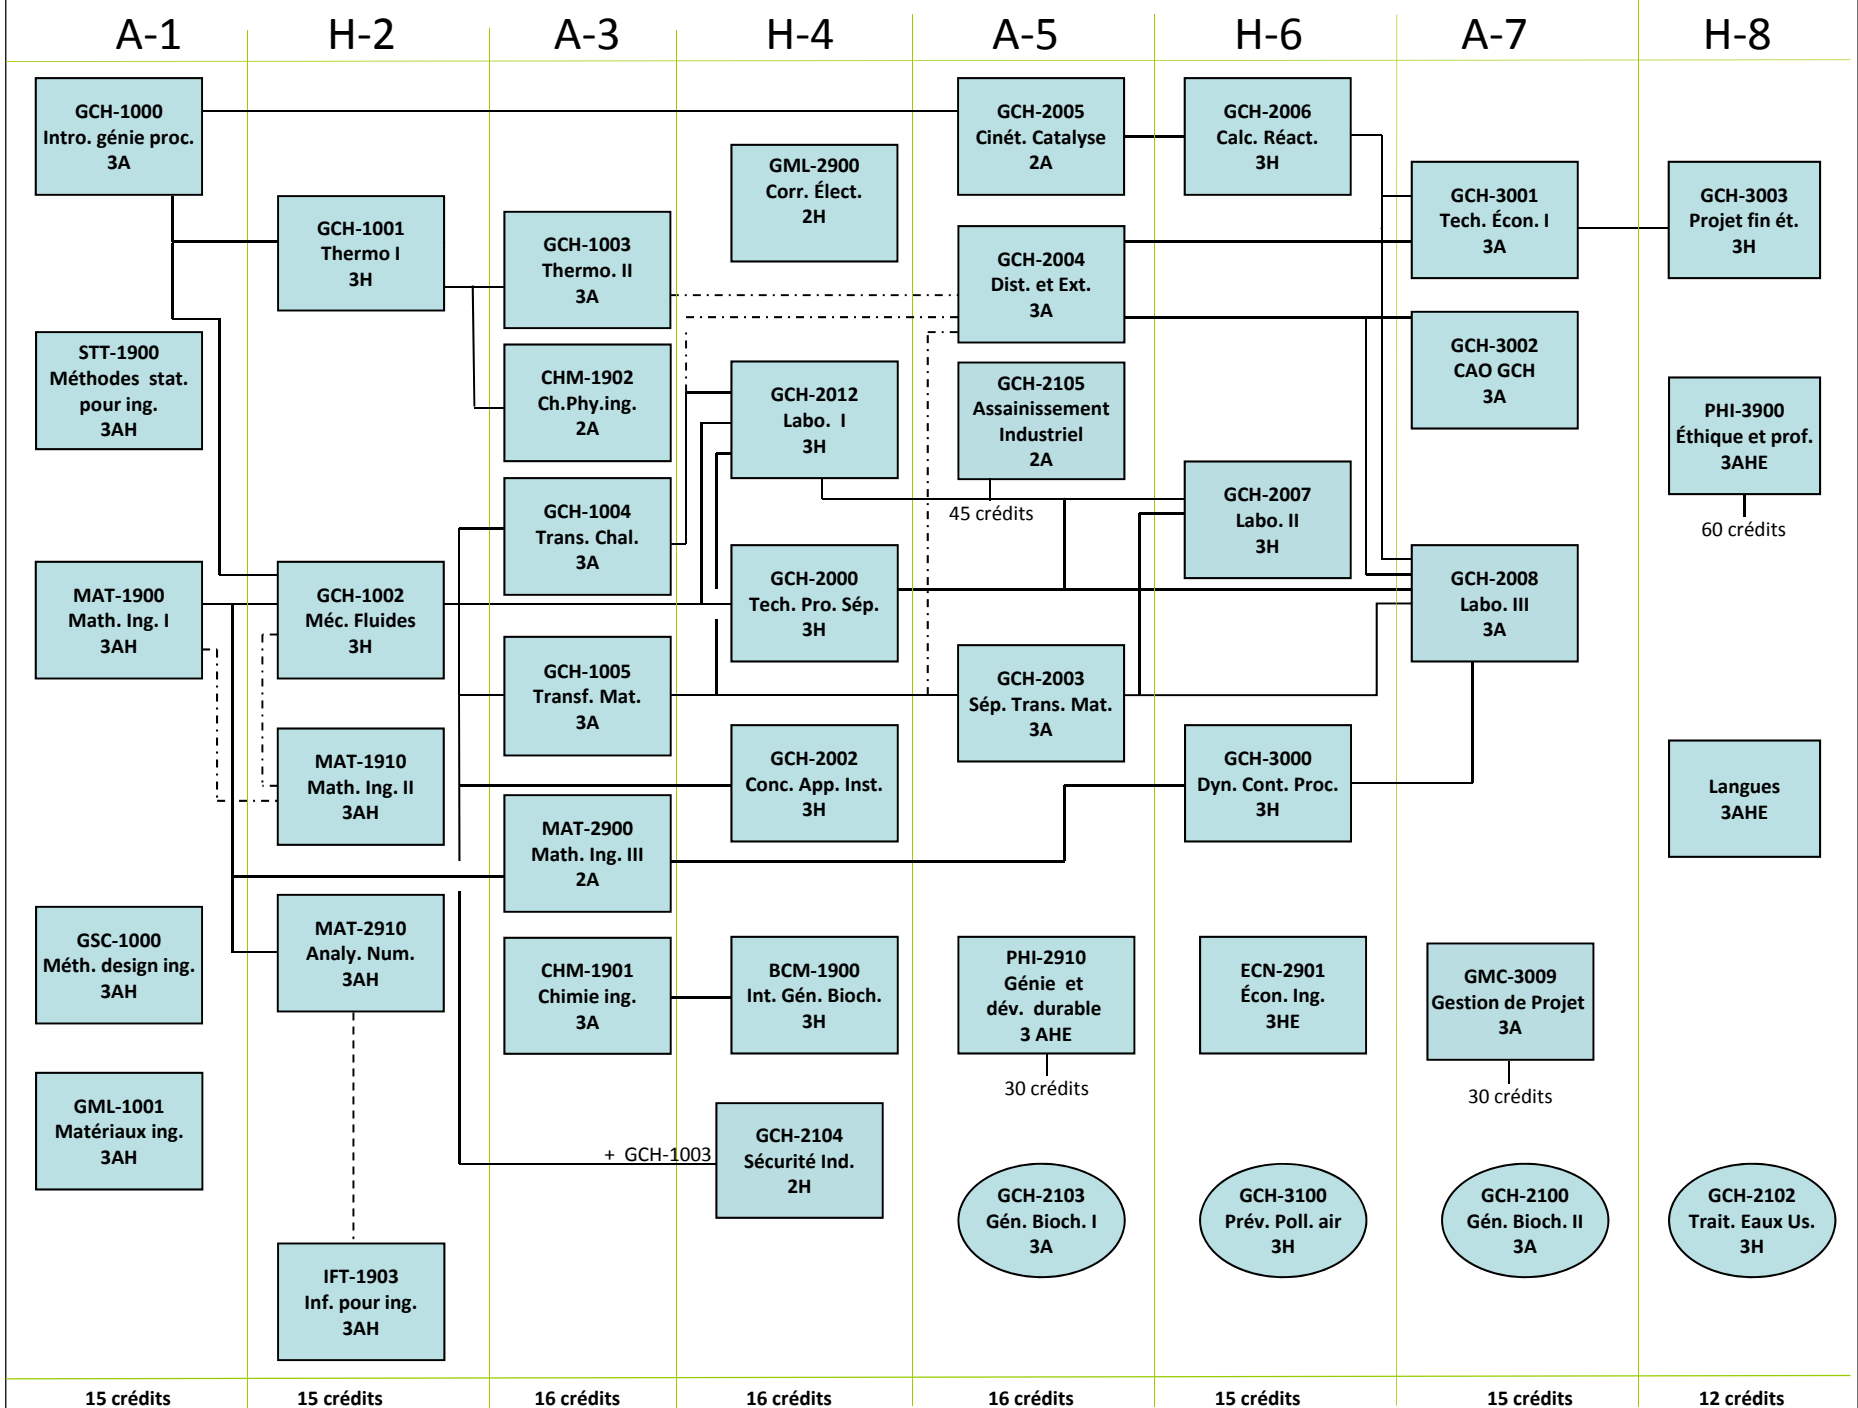 A-1
H-2
A-3
H-4
A-5
H-6
A-7
H-8
GCH-1000
Intro. génie proc.
3A
STT-1900
Méthodes stat.
pour ing.
3AH
MAT-1900
Math. Ing. I
3AH
GSC-1000
Méth. design ing.
3AH
GML-1001
Matériaux ing.
3AH
GCH-1001
Thermo I
3H
GCH-1002
Méc. Fluides
3H
MAT-1910
Math. Ing. II
3AH
MAT-2910
Analy. Num.
3AH
IFT-1903
Inf. pour ing.
3AH
GCH-1003
Thermo. II
3A
CHM-1902
Ch.Phy.ing.
2A
GCH-1004
Trans. Chal.
3A
GCH-1005
Transf. Mat.
3A
MAT-2900
Math. Ing. III
2A
CHM-1901
Chimie ing.
3A
GML-2900
Corr. Élect.
2H
GCH-2012
Labo. I
3H
GCH-2000
Tech. Pro. Sép.
3H
GCH-2002
Conc. App. Inst.
3H
BCM-1900
Int. Gén. Bioch.
3H
+ GCH-1003
GCH-2104
Sécurité Ind.
2H
GCH-2005
Cinét. Catalyse
2A
GCH-2004
Dist. et Ext.
3A
GCH-2105
Assainissement
Industriel
2A
45 crédits
GCH-2003
Sép. Trans. Mat.
3A
PHI-2910
Génie et
dév. durable
3 AHE
30 crédits
GCH-2103
Gén. Bioch. I
3A
GCH-2006
Calc. Réact.
3H
GCH-2007
Labo. II
3H
GCH-3000
Dyn. Cont. Proc.
3H
ECN-2901
Écon. Ing.
3HE
GCH-3100
Prév. Poll. air
3H
GCH-3001
Tech. Écon. I
3A
GCH-3002
CAO GCH
3A
GCH-2008
Labo. III
3A
GMC-3009
Gestion de Projet
3A
30 crédits
GCH-2100
Gén. Bioch. II
3A
GCH-3003
Projet fin ét.
3H
PHI-3900
Éthique et prof.
3AHE
60 crédits
Langues
3AHE
GCH-2102
Trait. Eaux Us.
3H
15 crédits
15 crédits
16 crédits
16 crédits
16 crédits
15 crédits
15 crédits
12 crédits